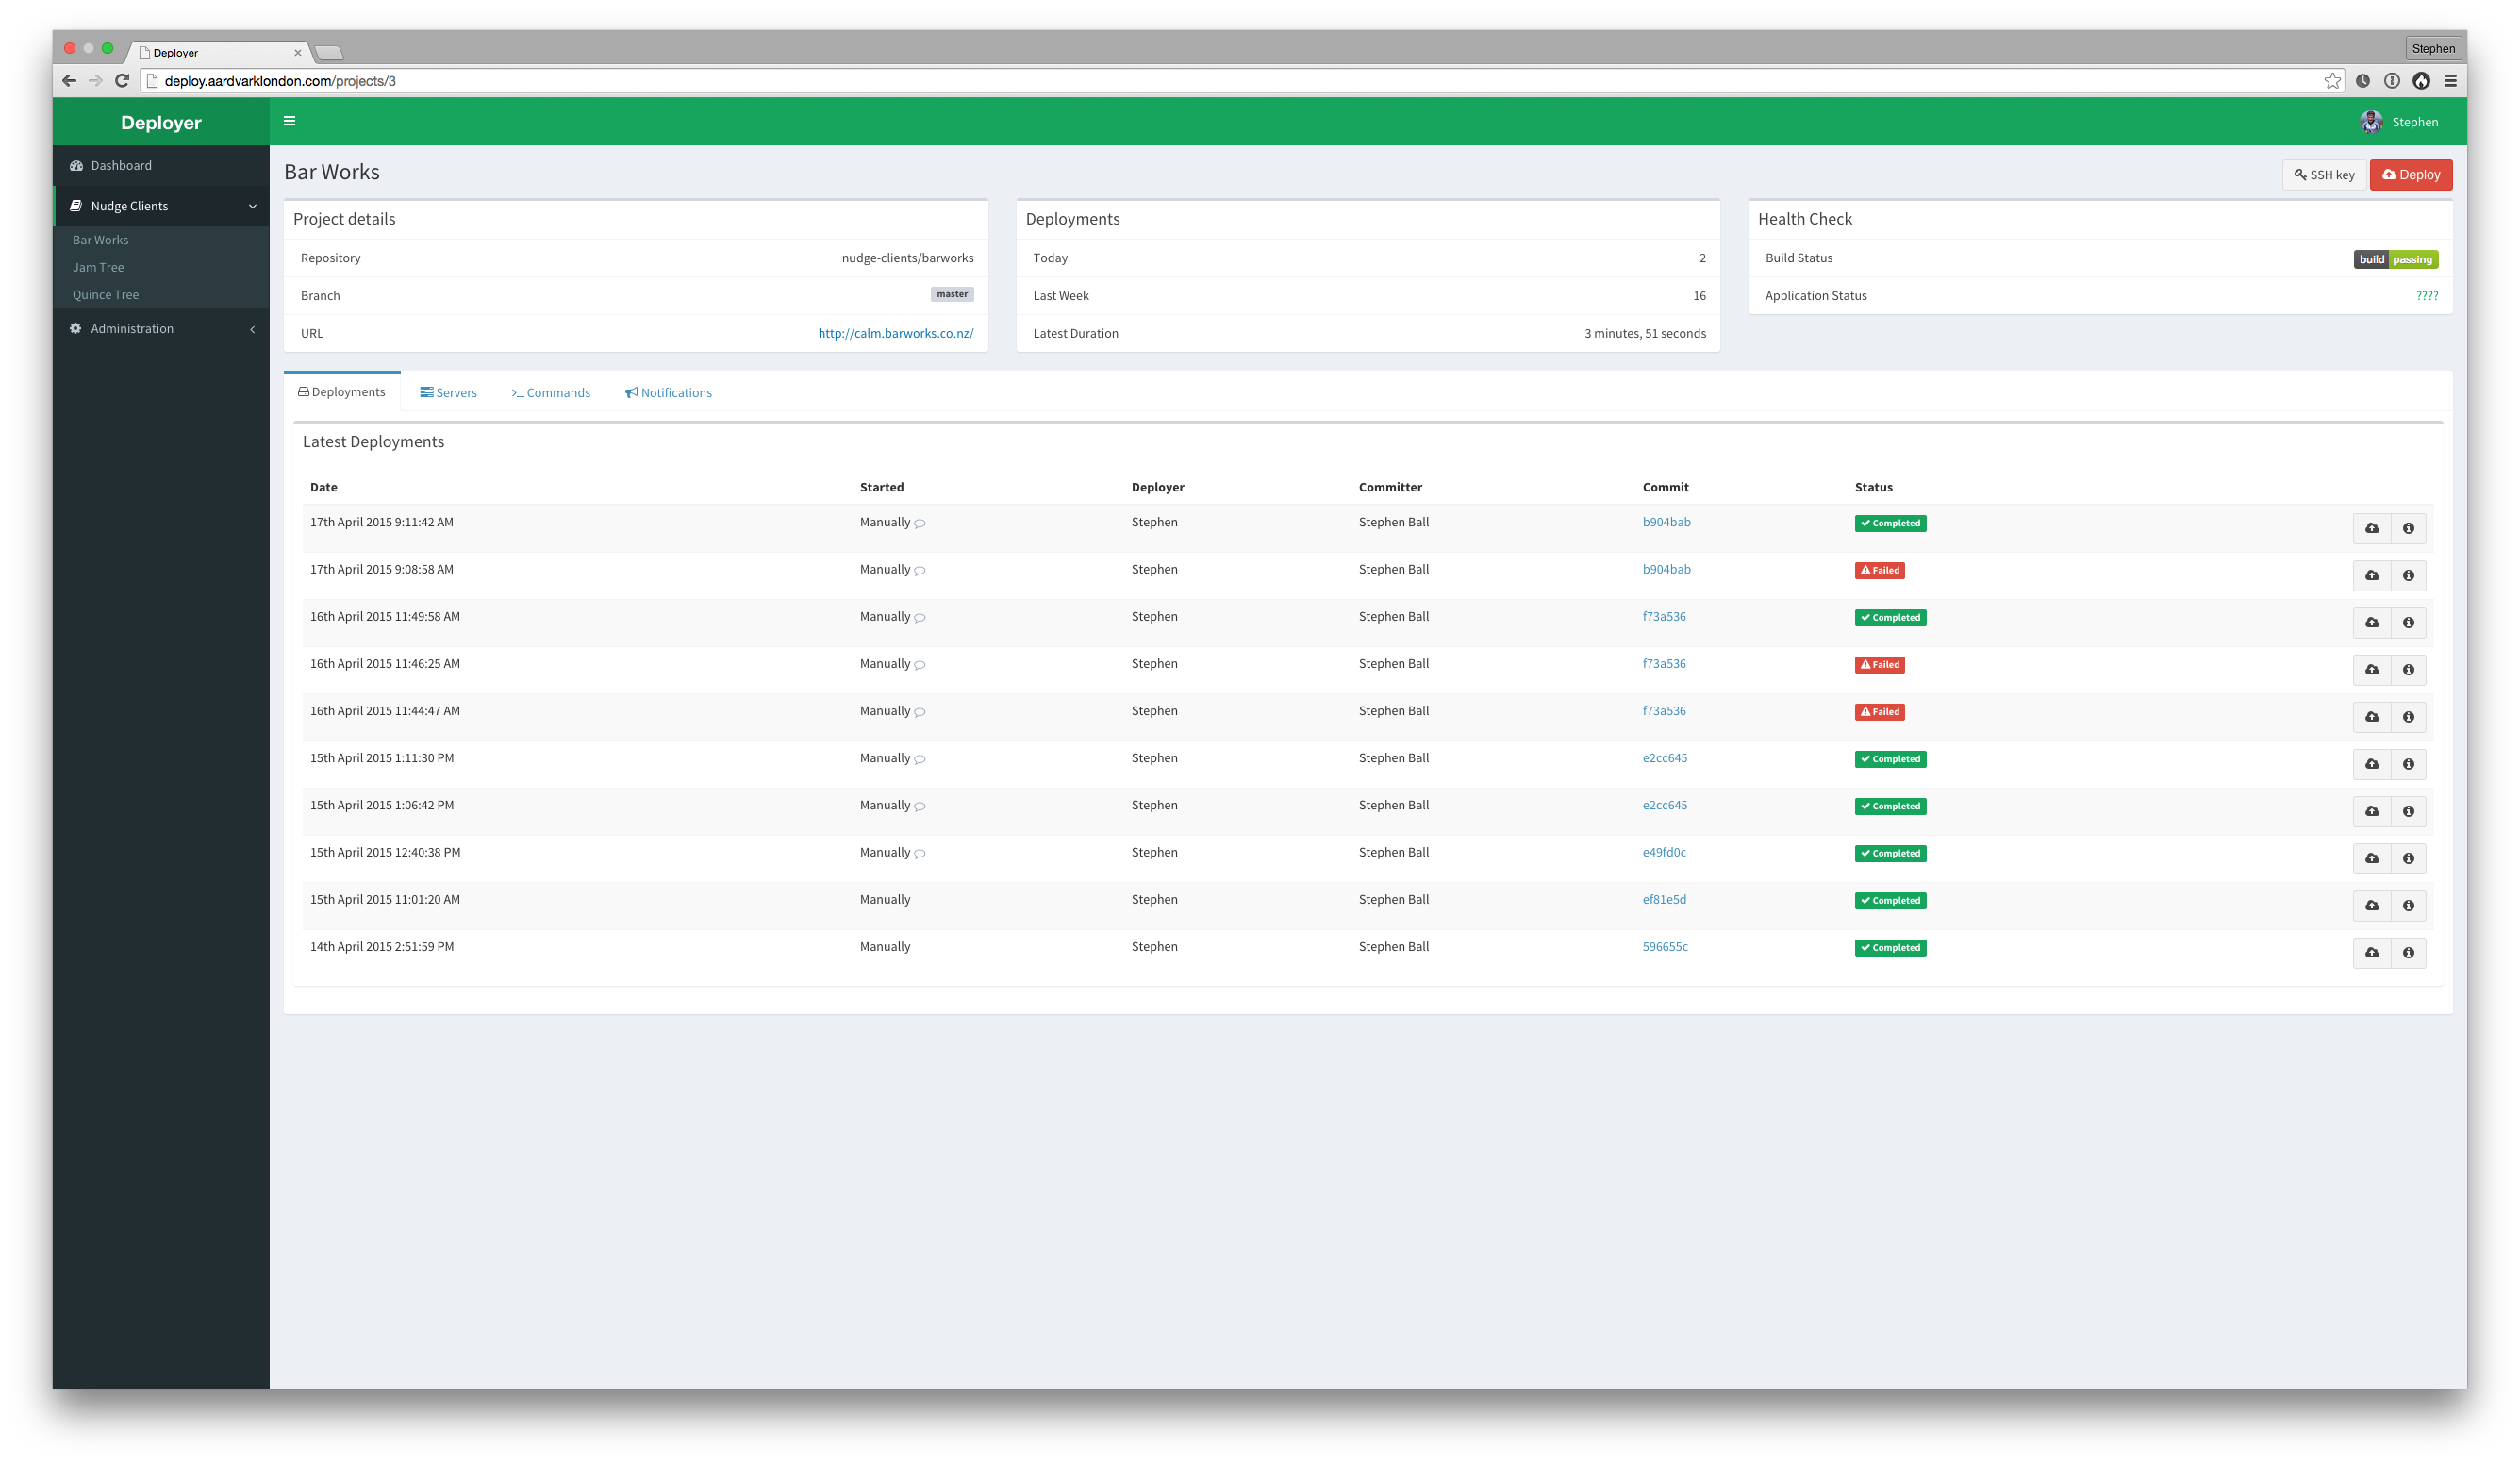 Deployer
Stephen
deploy.aardvarklondon.com/projects/3
Deployer
Stephen
Dashboard
Nudge Clients
Bar Works
Jam Tree
Quince Tree
Administration
Bar Works
SSH key
Deploy
Project details
Repository nudge-clients/barworks
Branch master
URL http://calm.barworks.co.nz/
Deployments
Today 2
Last Week 16
Latest Duration 3 minutes, 51 seconds
Health Check
Build Status build passing
Application Status ????
Deployments Servers Commands Notifications
Latest Deployments
Date Started Deployer Committer Commit Status
17th April 2015 9:11:42 AM Manually Stephen Stephen Ball b904bab Completed
17th April 2015 9:08:58 AM Manually Stephen Stephen Ball b904bab Failed
16th April 2015 11:49:58 AM Manually Stephen Stephen Ball f73a536 Completed
16th April 2015 11:46:25 AM Manually Stephen Stephen Ball f73a536 Failed
16th April 2015 11:44:47 AM Manually Stephen Stephen Ball f73a536 Failed
15th April 2015 1:11:30 PM Manually Stephen Stephen Ball e2cc645 Completed
15th April 2015 1:06:42 PM Manually Stephen Stephen Ball e2cc645 Completed
15th April 2015 12:40:38 PM Manually Stephen Stephen Ball e49fd0c Completed
15th April 2015 11:01:20 AM Manually Stephen Stephen Ball ef81e5d Completed
14th April 2015 2:51:59 PM Manually Stephen Stephen Ball 596655c Completed